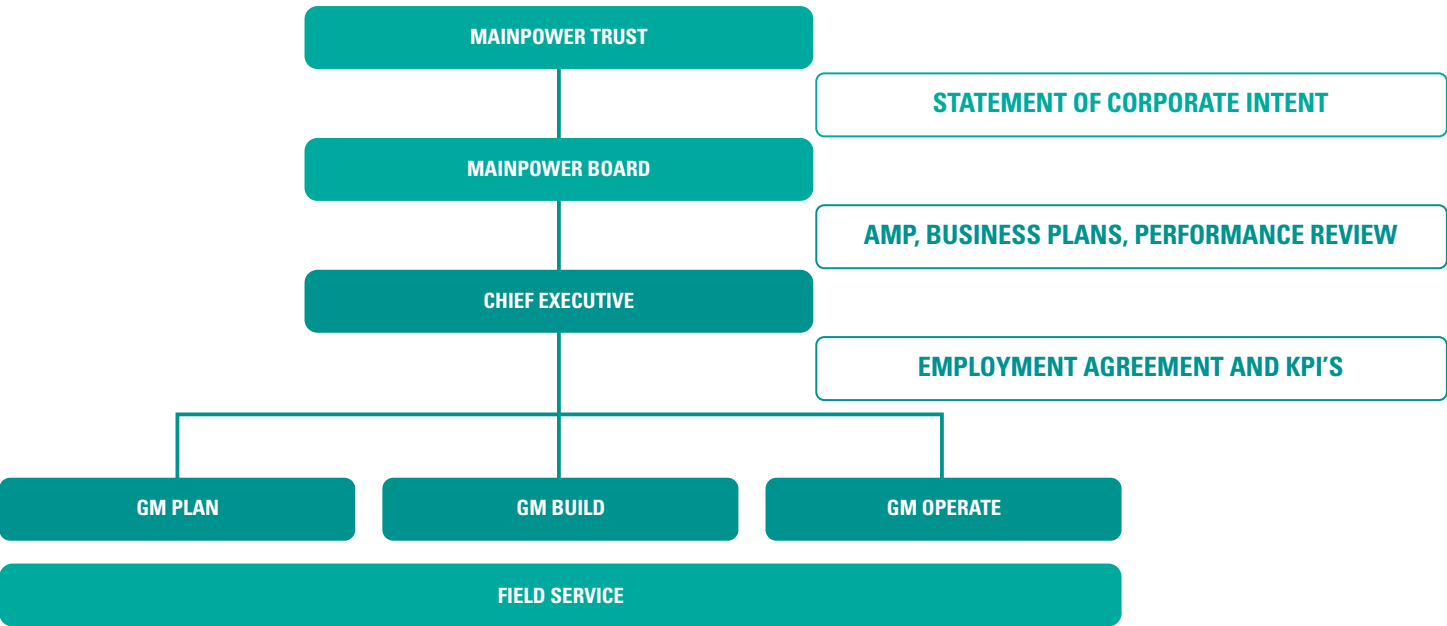 MAINPOWER TRUST
STATEMENT OF CORPORATE INTENT
MAINPOWER BOARD
AMP, BUSINESS PLANS, PERFORMANCE REVIEW
CHIEF EXECUTIVE
EMPLOYMENT AGREEMENT AND KPI'S
GM PLAN
GM BUILD
GM OPERATE
FIELD SERVICE